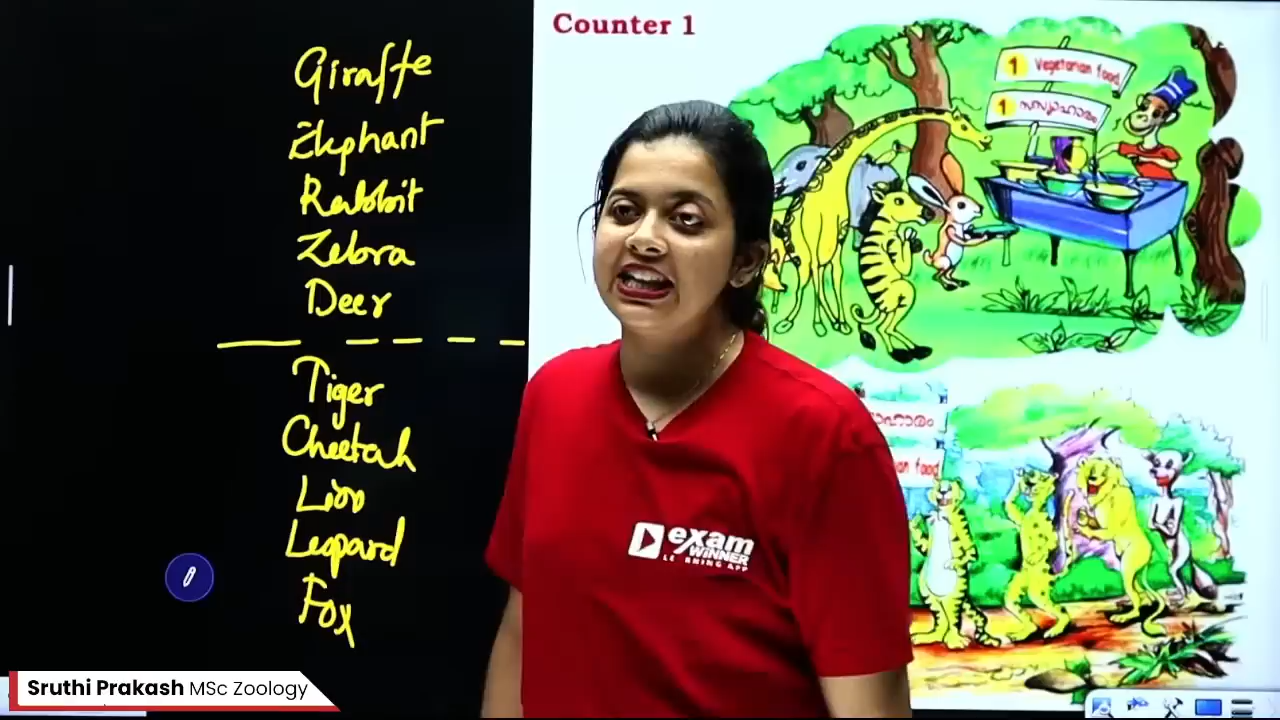 Counter 1
Giraffe
Elephant
Rabbit
Zebra
Deer
Tiger
Cheetah
Lion
Leopard
Fox
1 Vegetarian food
1 സസ്യാഹാരം
food
exam
WINNER
Sruthi Prakash MSc Zoology